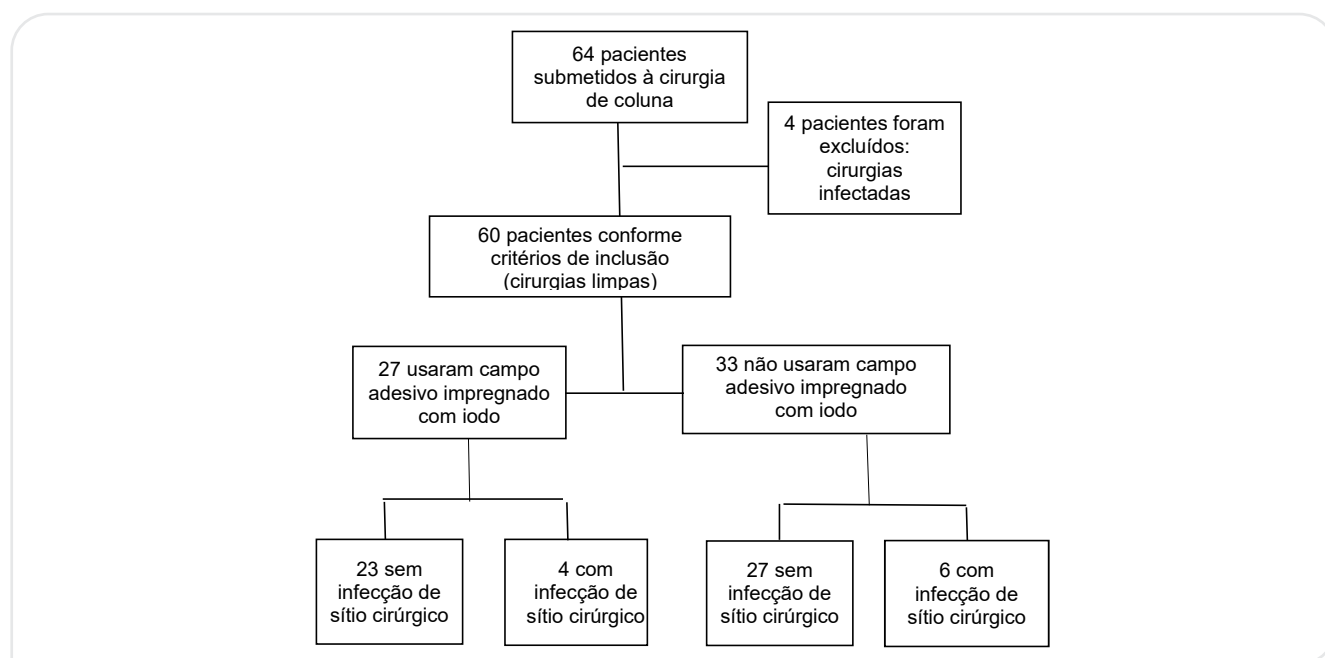 64 pacientes
submetidos à cirurgia
de coluna
4 pacientes foram
excluídos:
cirurgias
infectadas
60 pacientes conforme
critérios de inclusão
(cirurgias limpas)
27 usaram campo
adesivo impregnado
com iodo
33 não usaram campo
adesivo impregnado
com iodo
23 sem
infecção de
sítio cirúrgico
4 com
infecção de
sítio cirúrgico
27 sem
infecção de
sítio cirúrgico
6 com
infecção de
sítio cirúrgico